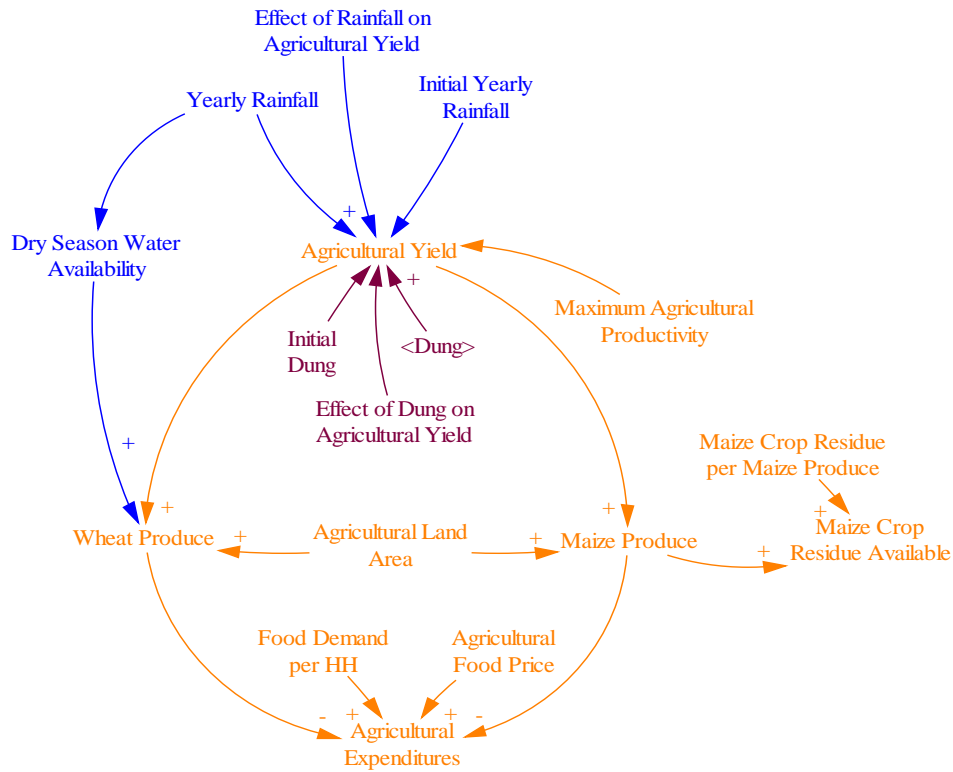 Effect of Rainfall on
Agricultural Yield
Initial Yearly
Rainfall
Yearly Rainfall
+
Dry Season Water
Availability
Agricultural Yield
+
Maximum Agricultural
Productivity
Initial
Dung
<Dung>
Effect of Dung on
Agricultural Yield
+
Maize Crop Residue
per Maize Produce
+
+
+
Wheat Produce
+
Agricultural Land
Area
+
Maize Produce
+
Maize Crop
Residue Available
Food Demand
per HH
Agricultural
Food Price
-
+
+
-
Agricultural
Expenditures